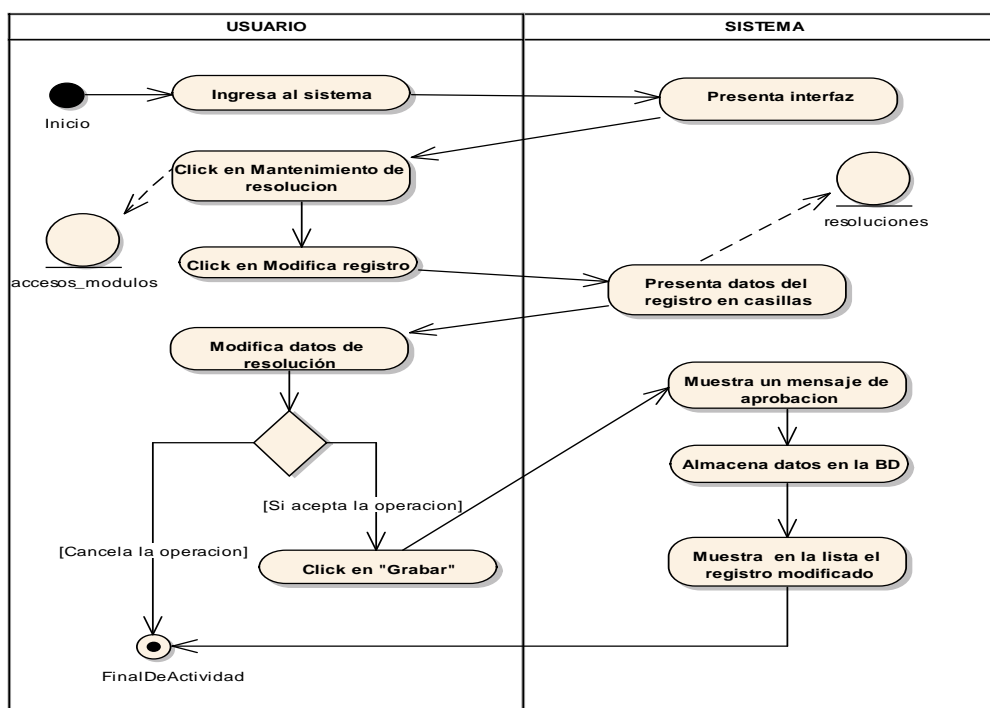 USUARIO
SISTEMA
Ingresa al sistema
Presenta interfaz
Inicio
Click en Mantenimiento de
resolucion
resoluciones
accesos_modulos
Click en Modifica registro
Presenta datos del
registro en casillas
Modifica datos de
resolución
Muestra un mensaje de
aprobacion
Almacena datos en la BD
[Si acepta la operacion]
[Cancela la operacion]
Click en "Grabar"
Muestra en la lista el
registro modificado
FinalDeActividad